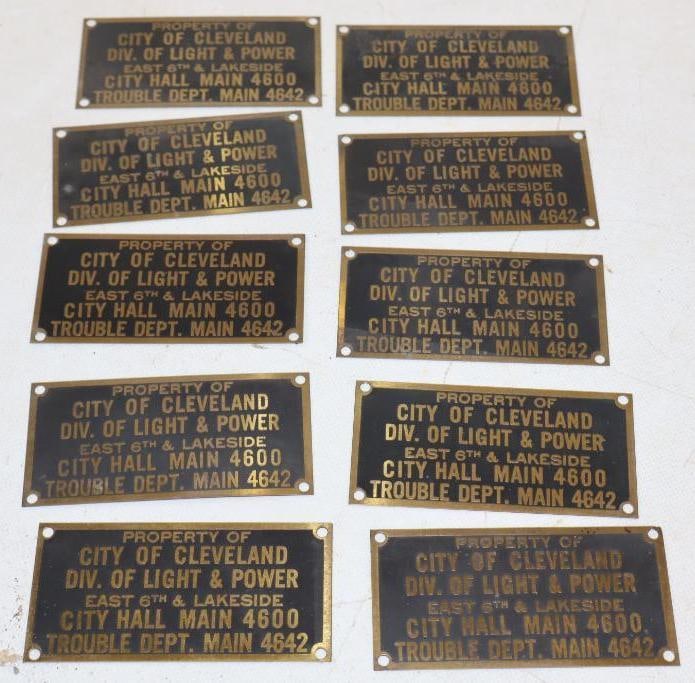 PROPERTY OF
CITY OF CLEVELAND
DIV. OF LIGHT & POWER
EAST 6TH & LAKESIDE
CITY HALL MAIN 4600
TROUBLE DEPT. MAIN 4642
PROPERTY OF
CITY OF CLEVELAND
DIV. OF LIGHT & POWER
EAST 6TH & LAKESIDE
CITY HALL MAIN 4600
TROUBLE DEPT. MAIN 4642
PROPERTY OF
CITY OF CLEVELAND
DIV. OF LIGHT & POWER
EAST 6TH & LAKESIDE
CITY HALL MAIN 4600
TROUBLE DEPT. MAIN 4642
PROPERTY OF
CITY OF CLEVELAND
DIV. OF LIGHT & POWER
EAST 6TH & LAKESIDE
CITY HALL MAIN 4600
TROUBLE DEPT. MAIN 4642
PROPERTY OF
CITY OF CLEVELAND
DIV. OF LIGHT & POWER
EAST 6TH & LAKESIDE
CITY HALL MAIN 4600
TROUBLE DEPT. MAIN 4642
PROPERTY OF
CITY OF CLEVELAND
DIV. OF LIGHT & POWER
EAST 6TH & LAKESIDE
CITY HALL MAIN 4600
TROUBLE DEPT. MAIN 4642
PROPERTY OF
CITY OF CLEVELAND
DIV. OF LIGHT & POWER
EAST 6TH & LAKESIDE
CITY HALL MAIN 4600
TROUBLE DEPT. MAIN 4642
PROPERTY OF
CITY OF CLEVELAND
DIV. OF LIGHT & POWER
EAST 6TH & LAKESIDE
CITY HALL MAIN 4600
TROUBLE DEPT. MAIN 4642
PROPERTY OF
CITY OF CLEVELAND
DIV. OF LIGHT & POWER
EAST 6TH & LAKESIDE
CITY HALL MAIN 4600
TROUBLE DEPT. MAIN 4642
PROPERTY OF
CITY OF CLEVELAND
DIV. OF LIGHT & POWER
EAST 6TH & LAKESIDE
CITY HALL MAIN 4600
TROUBLE DEPT. MAIN 4642